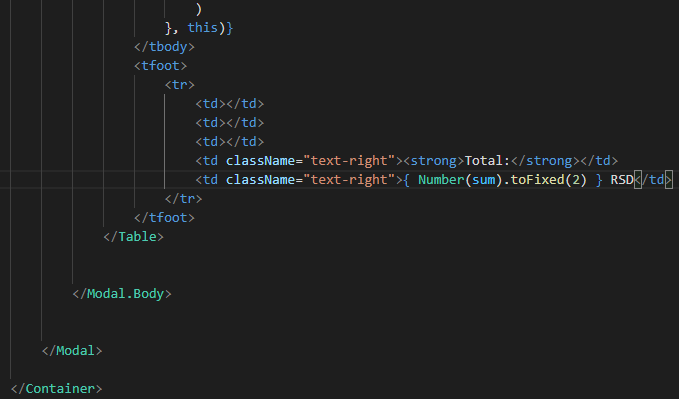 )
}, this)}
</tbody>
<tfoot>
<tr>
<td></td>
<td></td>
<td></td>
<td className="text-right"><strong>Total:</strong></td>
<td className="text-right">{ Number(sum).toFixed(2) } RSD</td>
</tr>
</tfoot>
</Table>
</Modal.Body>
</Modal>
</Container>